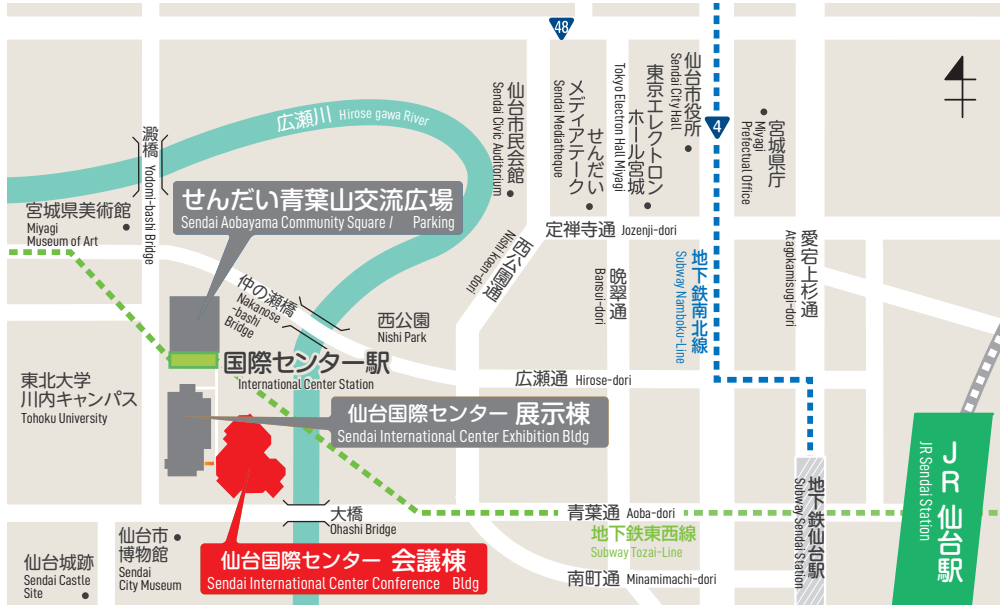 48
広瀬川 Hirose gawa River
澱橋
Yodomi-bashi Bridge
仙台市民会館
Sendai Civic Auditorium
せんだい
メディアテーク
Sendai Mediatheque
東京エレクトロン
ホール宮城
Tokyo Electron Hall Miyagi
仙台市役所
Sendai City Hall
4
宮城県庁
Miyagi
Prefectual Office
せんだい青葉山交流広場
Sendai Aobayama Community Square / Parking
宮城県美術館
Miyagi
Museum of Art
定禅寺通 Jozenji-dori
西公園通
Nishi koen-dori
晩翠通
Bansui-dori
地下鉄南北線
Subway Namboku-Line
愛宕上杉通
Atagokamisugi-dori
仲の瀬橋
Nakanose
-bashi
Bridge
西公園
Nishi Park
国際センター駅
International Center Station
東北大学
川内キャンパス
Tohoku University
広瀬通 Hirose-dori
仙台国際センター 展示棟
Sendai International Center Exhibition Bldg
JR 仙台駅
JR Sendai Station
地下鉄仙台駅
Subway Sendai Station
大橋
Ohashi Bridge
青葉通 Aoba-dori
地下鉄東西線
Subway Tozai-Line
仙台市
博物館
Sendai
City Museum
仙台城跡
Sendai Castle
Site
仙台国際センター 会議棟
Sendai International Center Conference Bldg
南町通 Minamimachi-dori